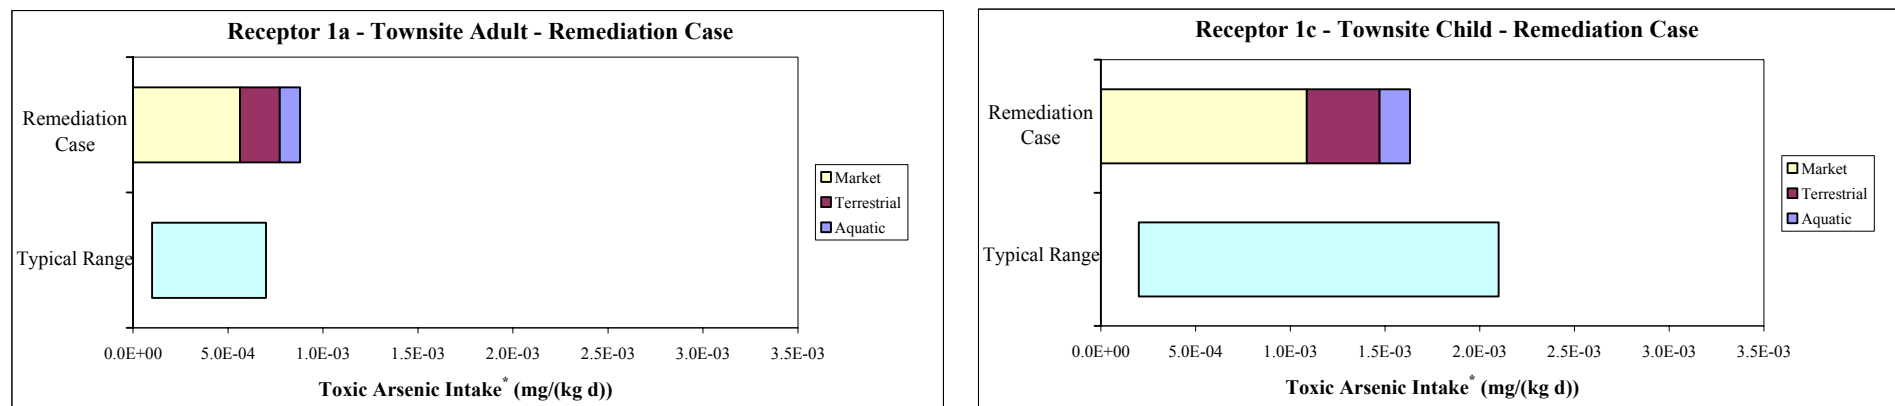 Receptor 1a - Townsite Adult - Remediation Case
Remediation
Case
Typical Range
0.0E+00 5.0E-04 1.0E-03 1.5E-03 2.0E-03 2.5E-03 3.0E-03 3.5E-03
Toxic Arsenic Intake* (mg/(kg d))
Market
Terrestrial
Aquatic
Receptor 1c - Townsite Child - Remediation Case
Remediation
Case
Typical Range
0.0E+00 5.0E-04 1.0E-03 1.5E-03 2.0E-03 2.5E-03 3.0E-03 3.5E-03
Toxic Arsenic Intake* (mg/(kg d))
Market
Terrestrial
Aquatic